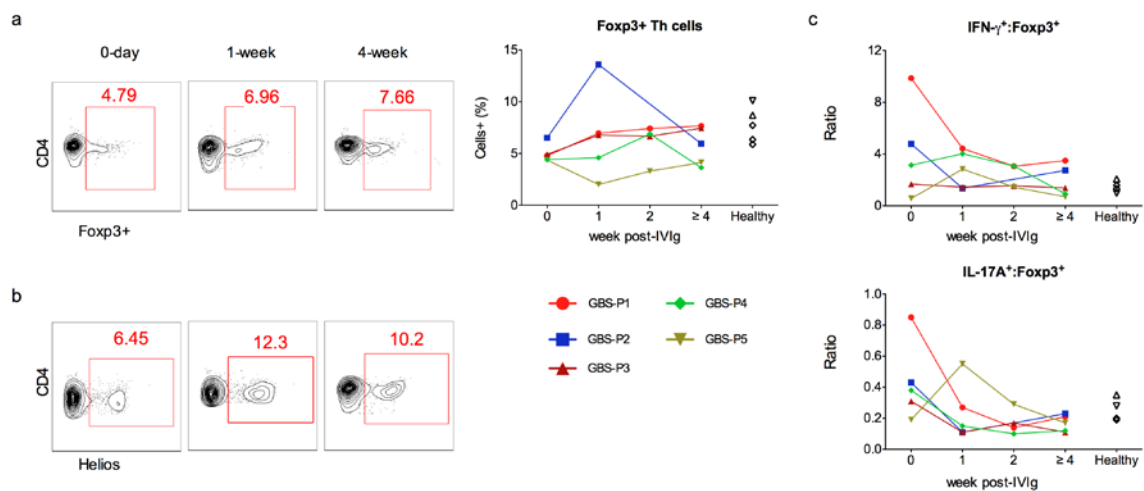 a
0-day
1-week
4-week
4.79
6.96
7.66
CD4
Foxp3+
Foxp3+ Th cells
Cells+ (%)
15
10
5
0
0 1 2 ≥ 4 Healthy
week post-IVIg
b
6.45
12.3
10.2
CD4
Helios
GBS-P1
GBS-P2
GBS-P3
GBS-P4
GBS-P5
c
IFN-γ⁺:Foxp3⁺
Ratio
12
8
4
0
0 1 2 ≥ 4 Healthy
week post-IVIg
IL-17A⁺:Foxp3⁺
Ratio
1.0
0.8
0.6
0.4
0.2
0.0
0 1 2 ≥ 4 Healthy
week post-IVIg